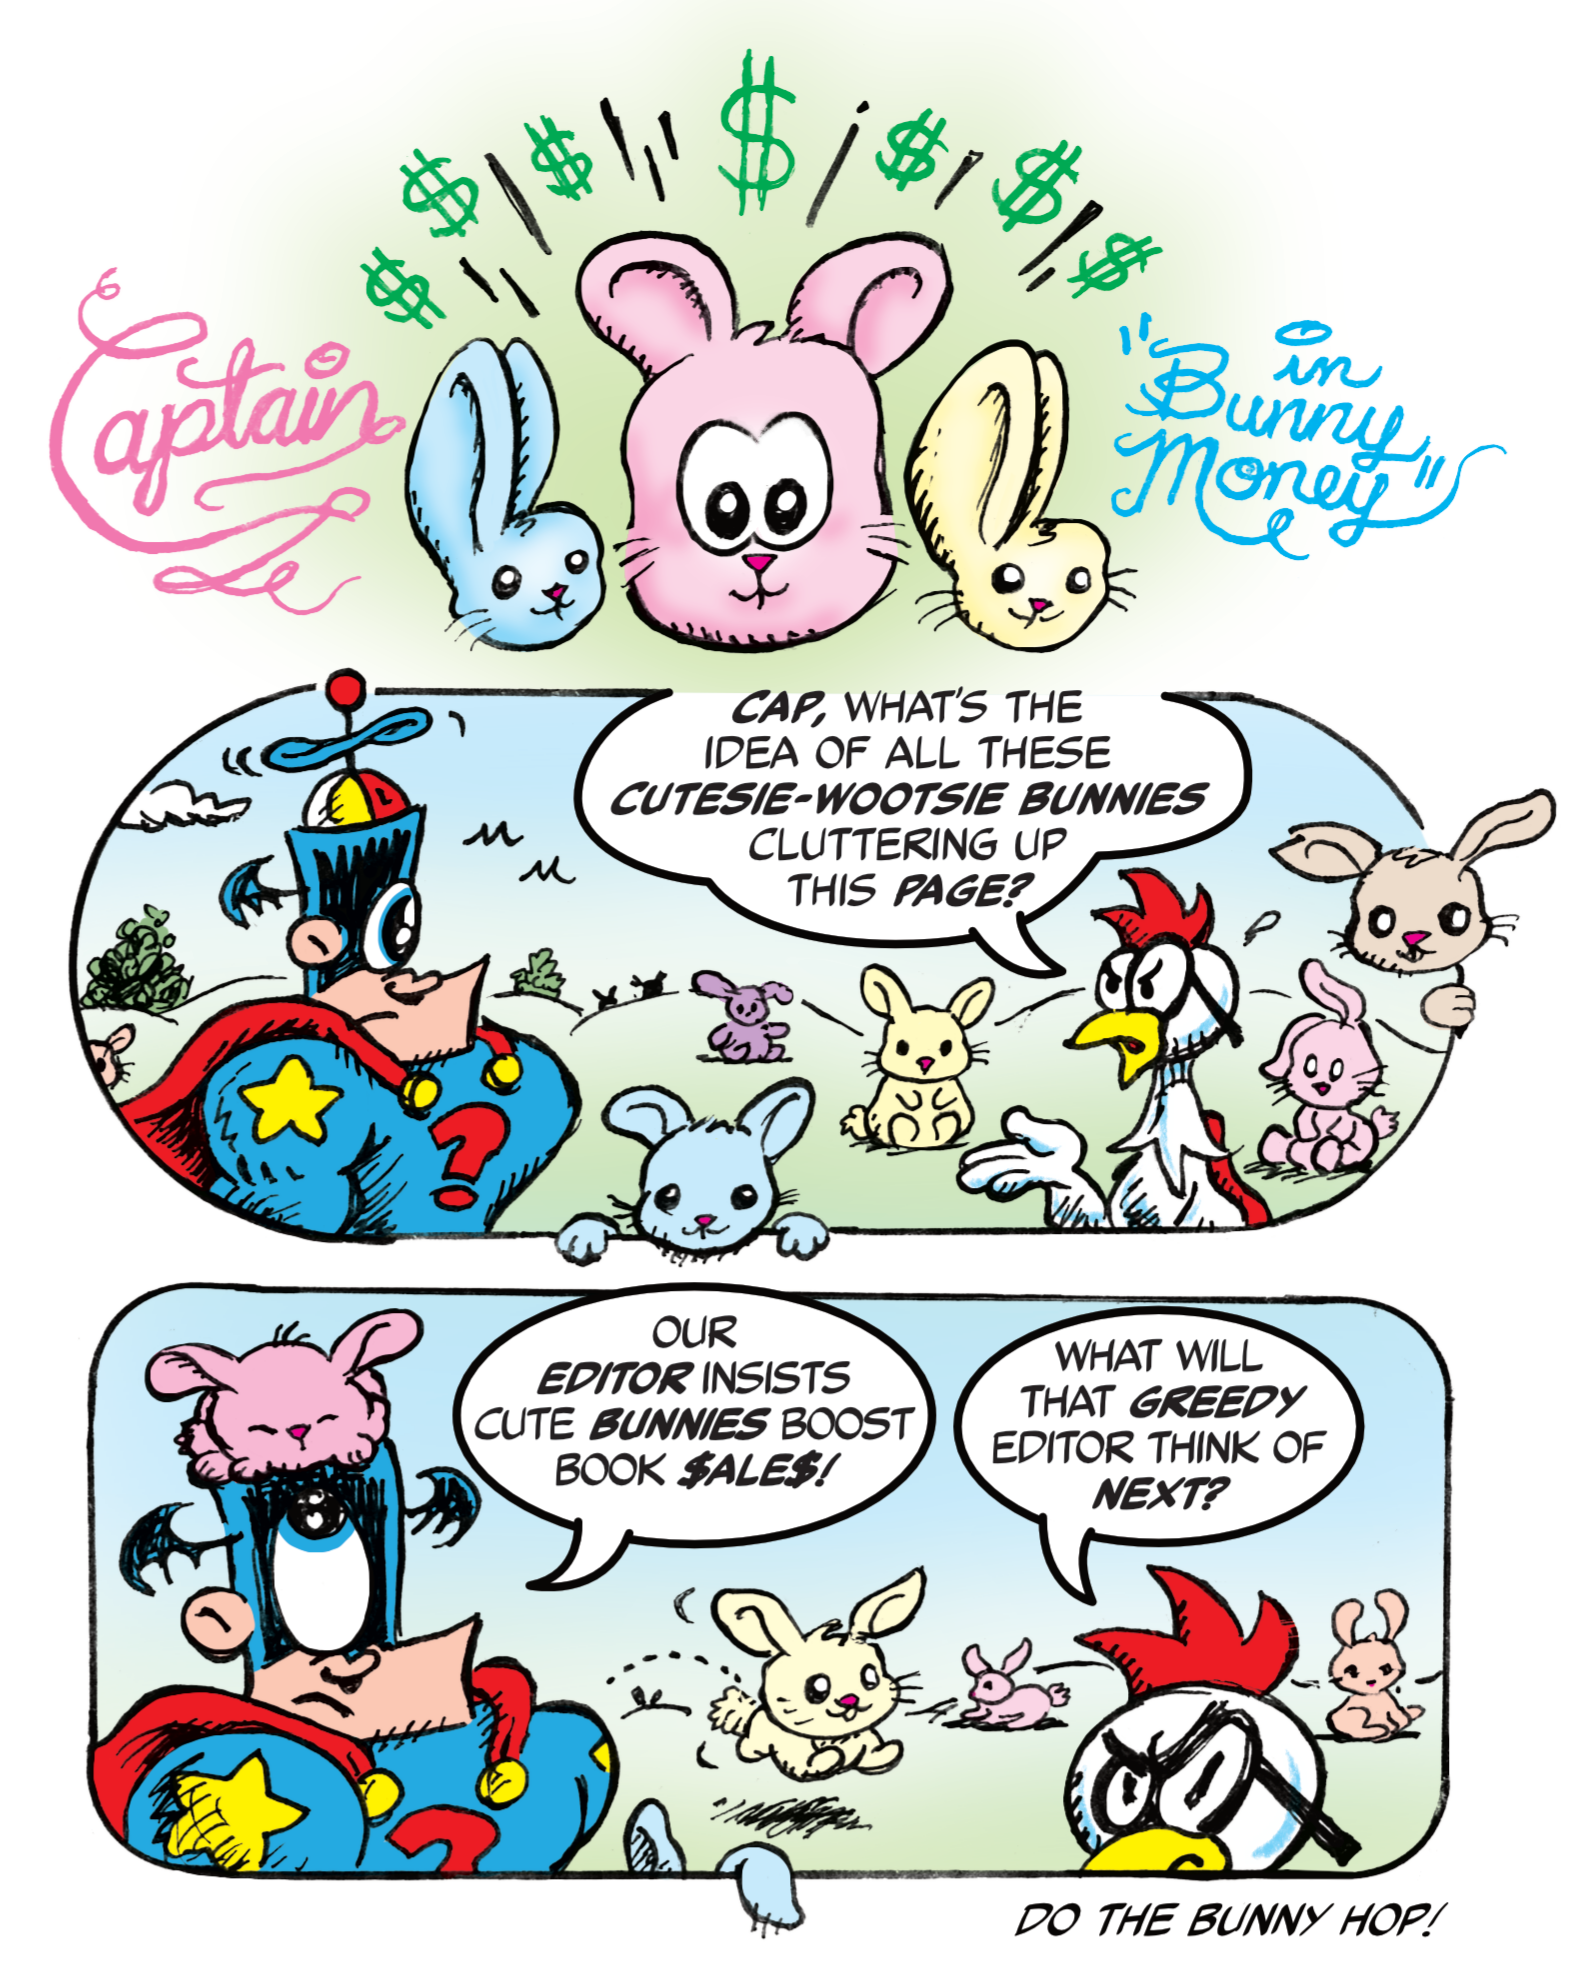 $ $ $ $ $ $ $
Captain
"in
Bunny
Money"
CAP, WHAT'S THE
IDEA OF ALL THESE
CUTESIE-WOOTSIE BUNNIES
CLUTTERING UP
THIS PAGE?
L
?
OUR
EDITOR INSISTS
CUTE BUNNIES BOOST
BOOK $ALE$!
WHAT WILL
THAT GREEDY
EDITOR THINK OF
NEXT?
?
DO THE BUNNY HOP!